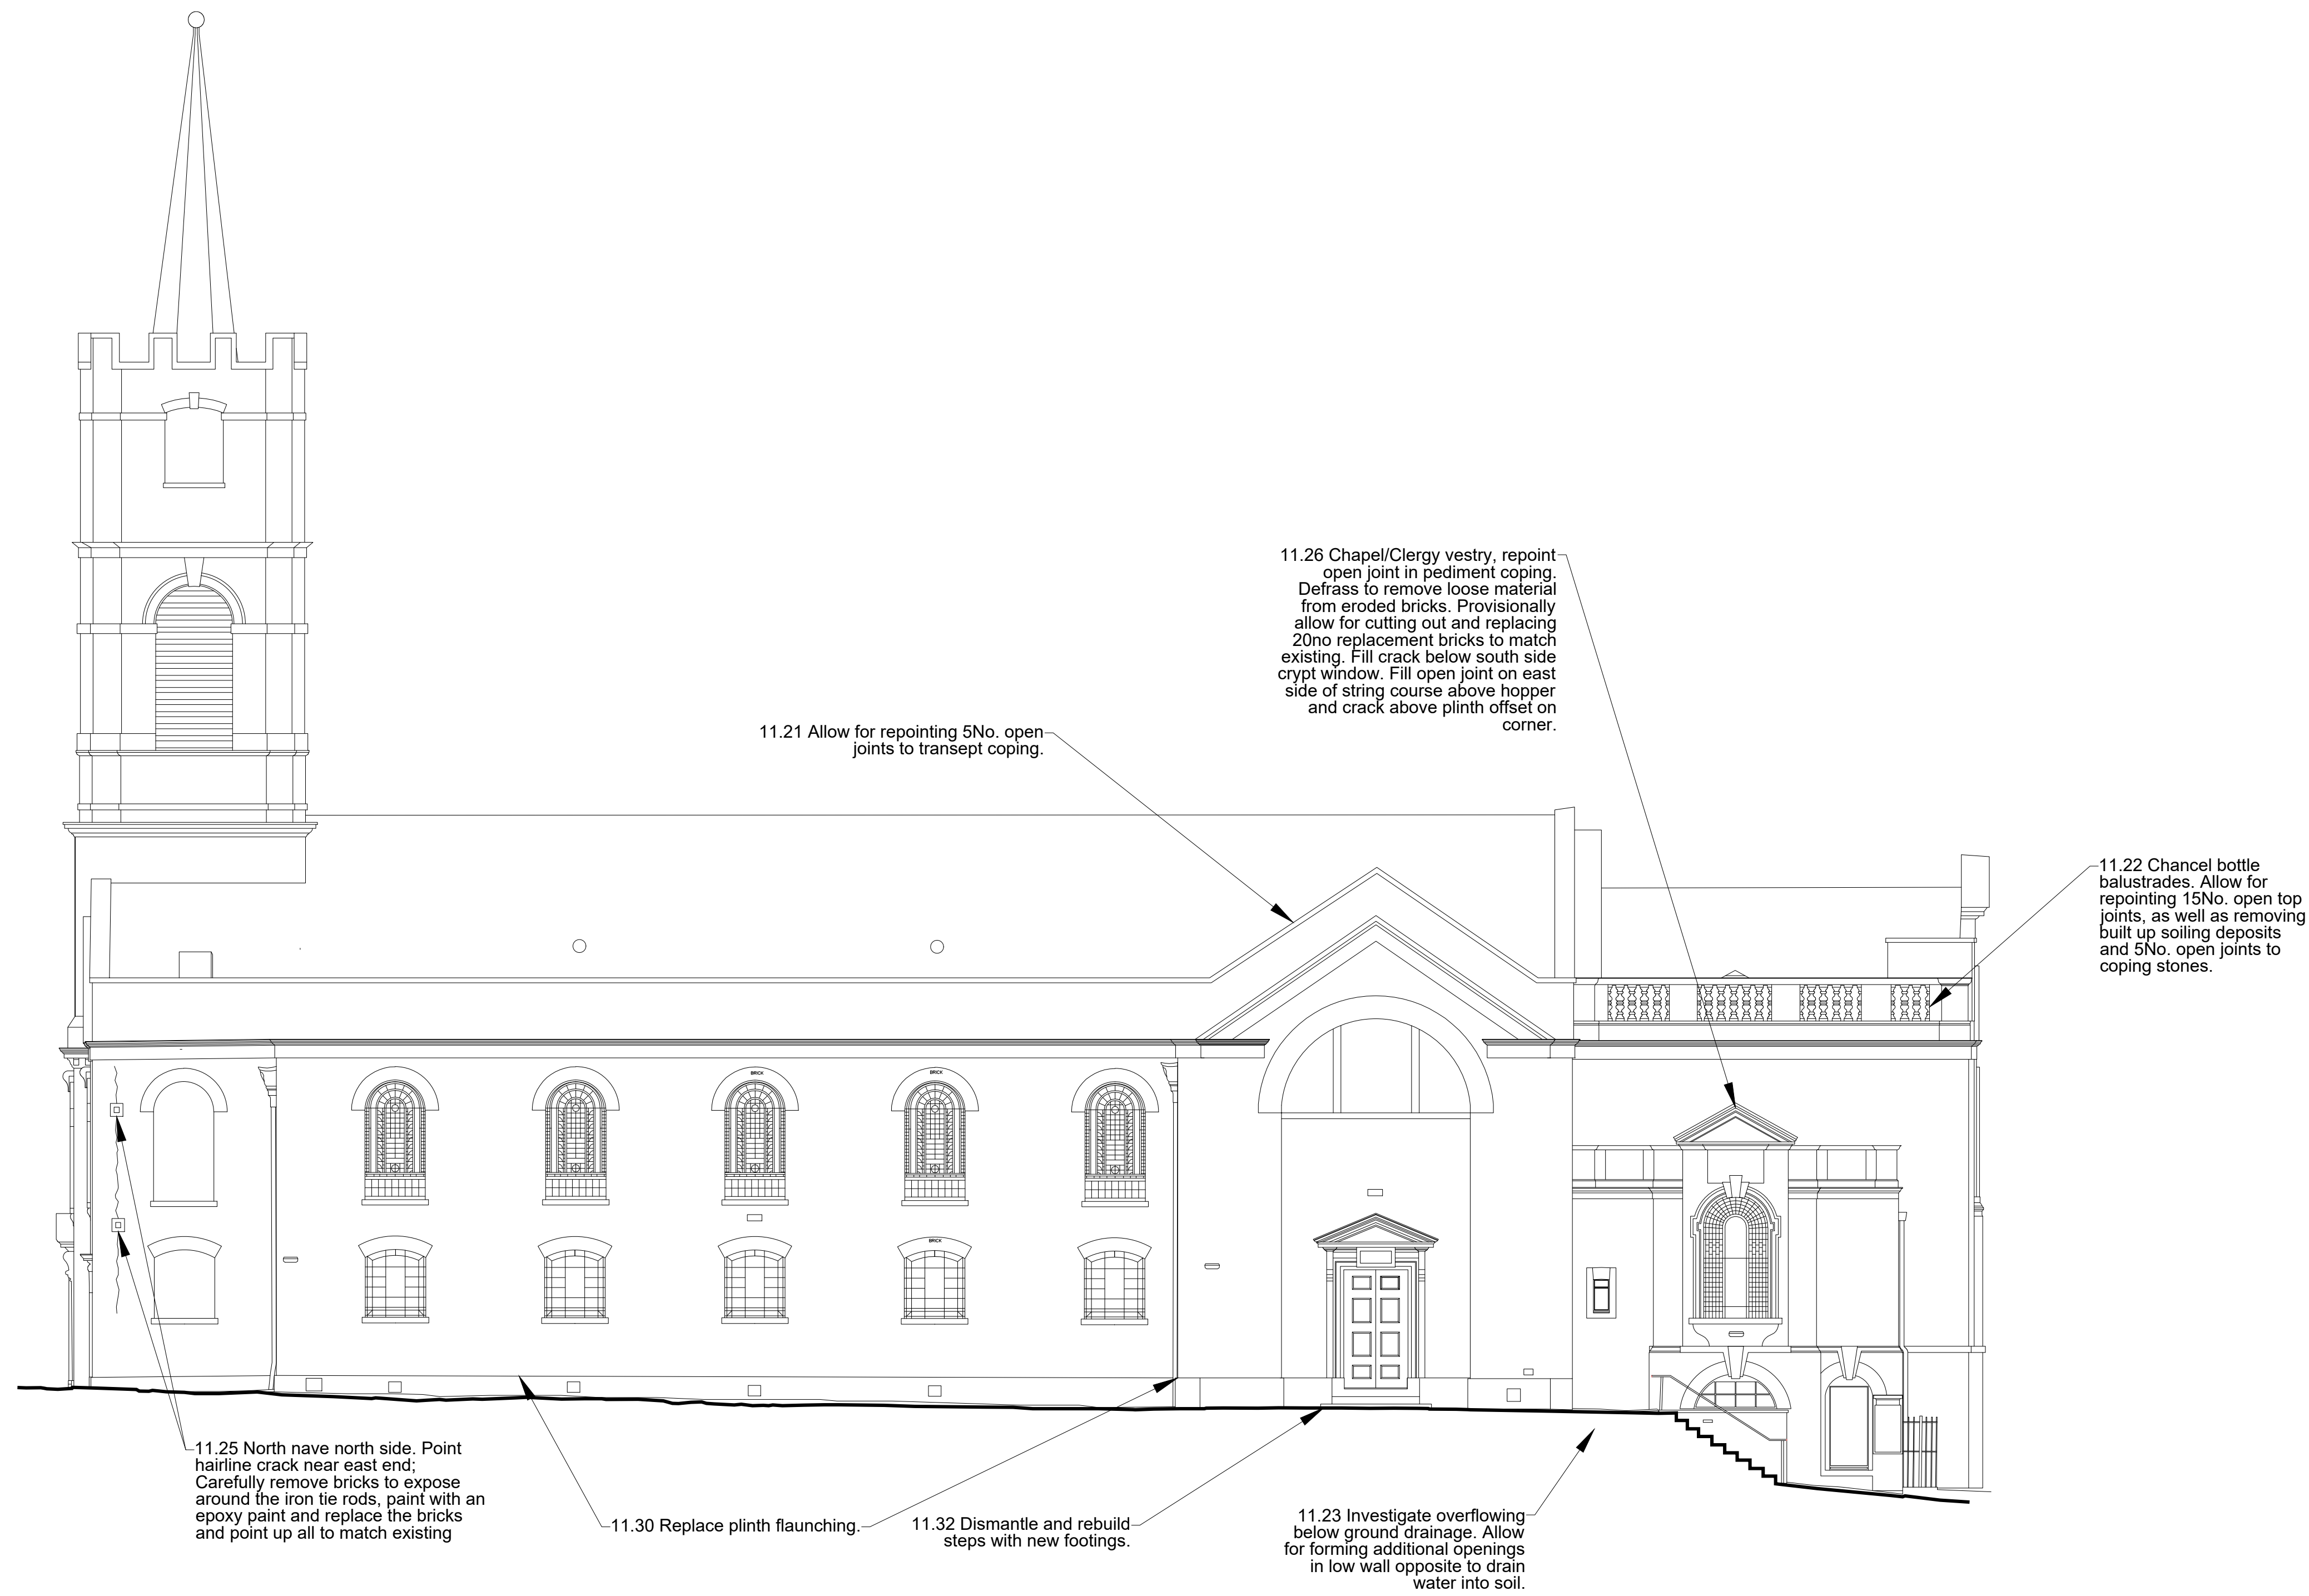 11.26 Chapel/Clergy vestry, repoint
open joint in pediment coping.
Defrass to remove loose material
from eroded bricks. Provisionally
allow for cutting out and replacing
20no replacement bricks to match
existing. Fill crack below south side
crypt window. Fill open joint on east
side of string course above hopper
and crack above plinth offset on
corner.
11.21 Allow for repointing 5No. open
joints to transept coping.
11.22 Chancel bottle
balustrades. Allow for
repointing 15No. open top
joints, as well as removing
built up soiling deposits
and 5No. open joints to
coping stones.
BRICK
BRICK
BRICK
11.25 North nave north side. Point
hairline crack near east end;
Carefully remove bricks to expose
around the iron tie rods, paint with an
epoxy paint and replace the bricks
and point up all to match existing
11.30 Replace plinth flaunching.
11.32 Dismantle and rebuild
steps with new footings.
11.23 Investigate overflowing
below ground drainage. Allow
for forming additional openings
in low wall opposite to drain
water into soil.